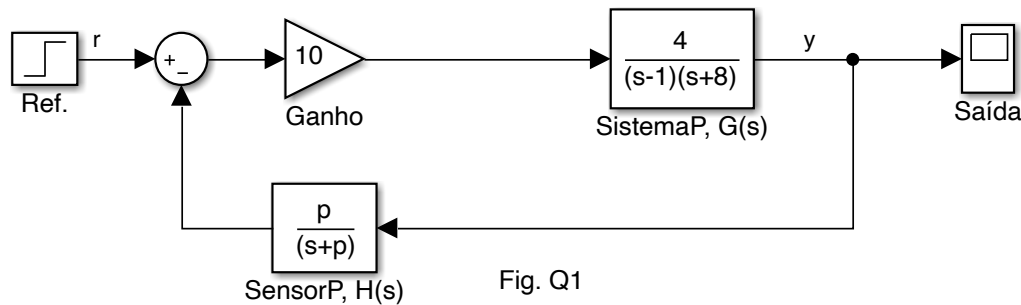 r
Ref.
+
−
10
Ganho
4
(s-1)(s+8)
SistemaP, G(s)
y
Saída
p
(s+p)
SensorP, H(s)
Fig. Q1